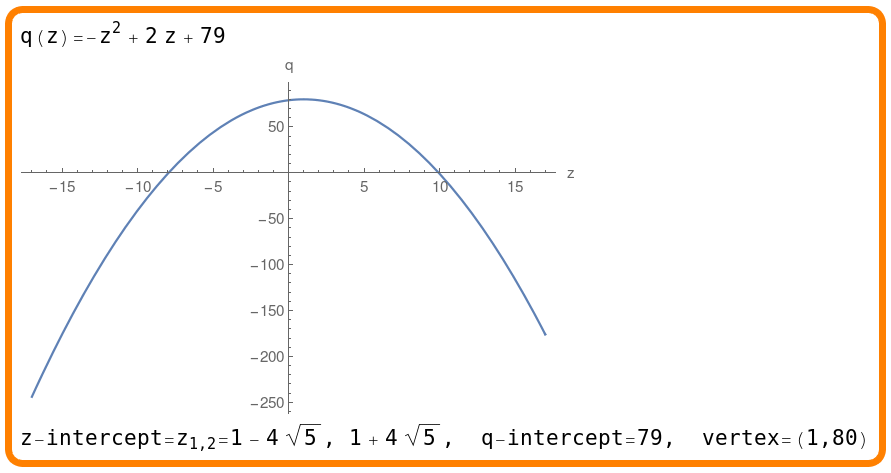 q(z)=-z² + 2 z + 79
q
50
z
-15 -10 -5 5 10 15
-50
-100
-150
-200
-250
z-intercept=z₁,₂=1 - 4 √5, 1 + 4 √5, q-intercept=79, vertex=(1,80)